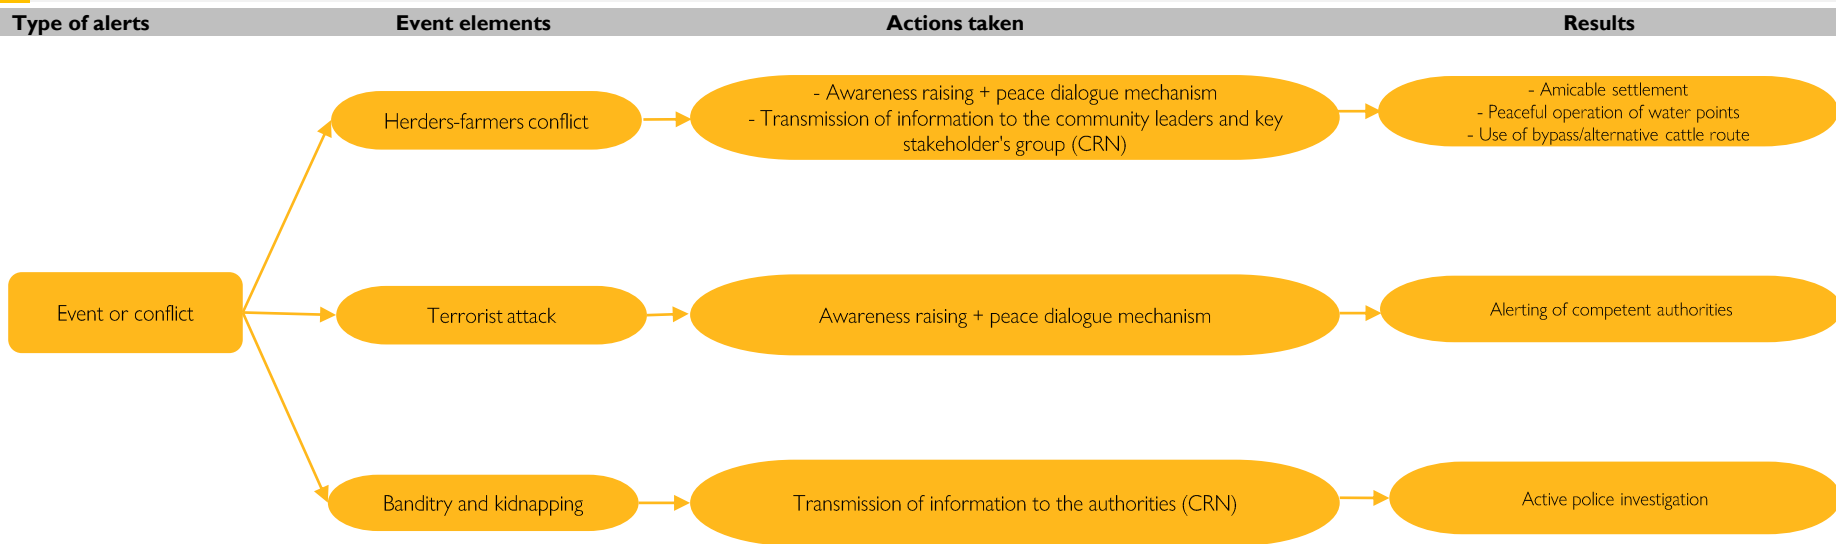 Type of alerts
Event elements
Actions taken
Results
Herders-farmers conflict
- Awareness raising + peace dialogue mechanism
- Transmission of information to the community leaders and key
stakeholder's group (CRN)
- Amicable settlement
- Peaceful operation of water points
- Use of bypass/alternative cattle route
Event or conflict
Terrorist attack
Awareness raising + peace dialogue mechanism
Alerting of competent authorities
Banditry and kidnapping
Transmission of information to the authorities (CRN)
Active police investigation